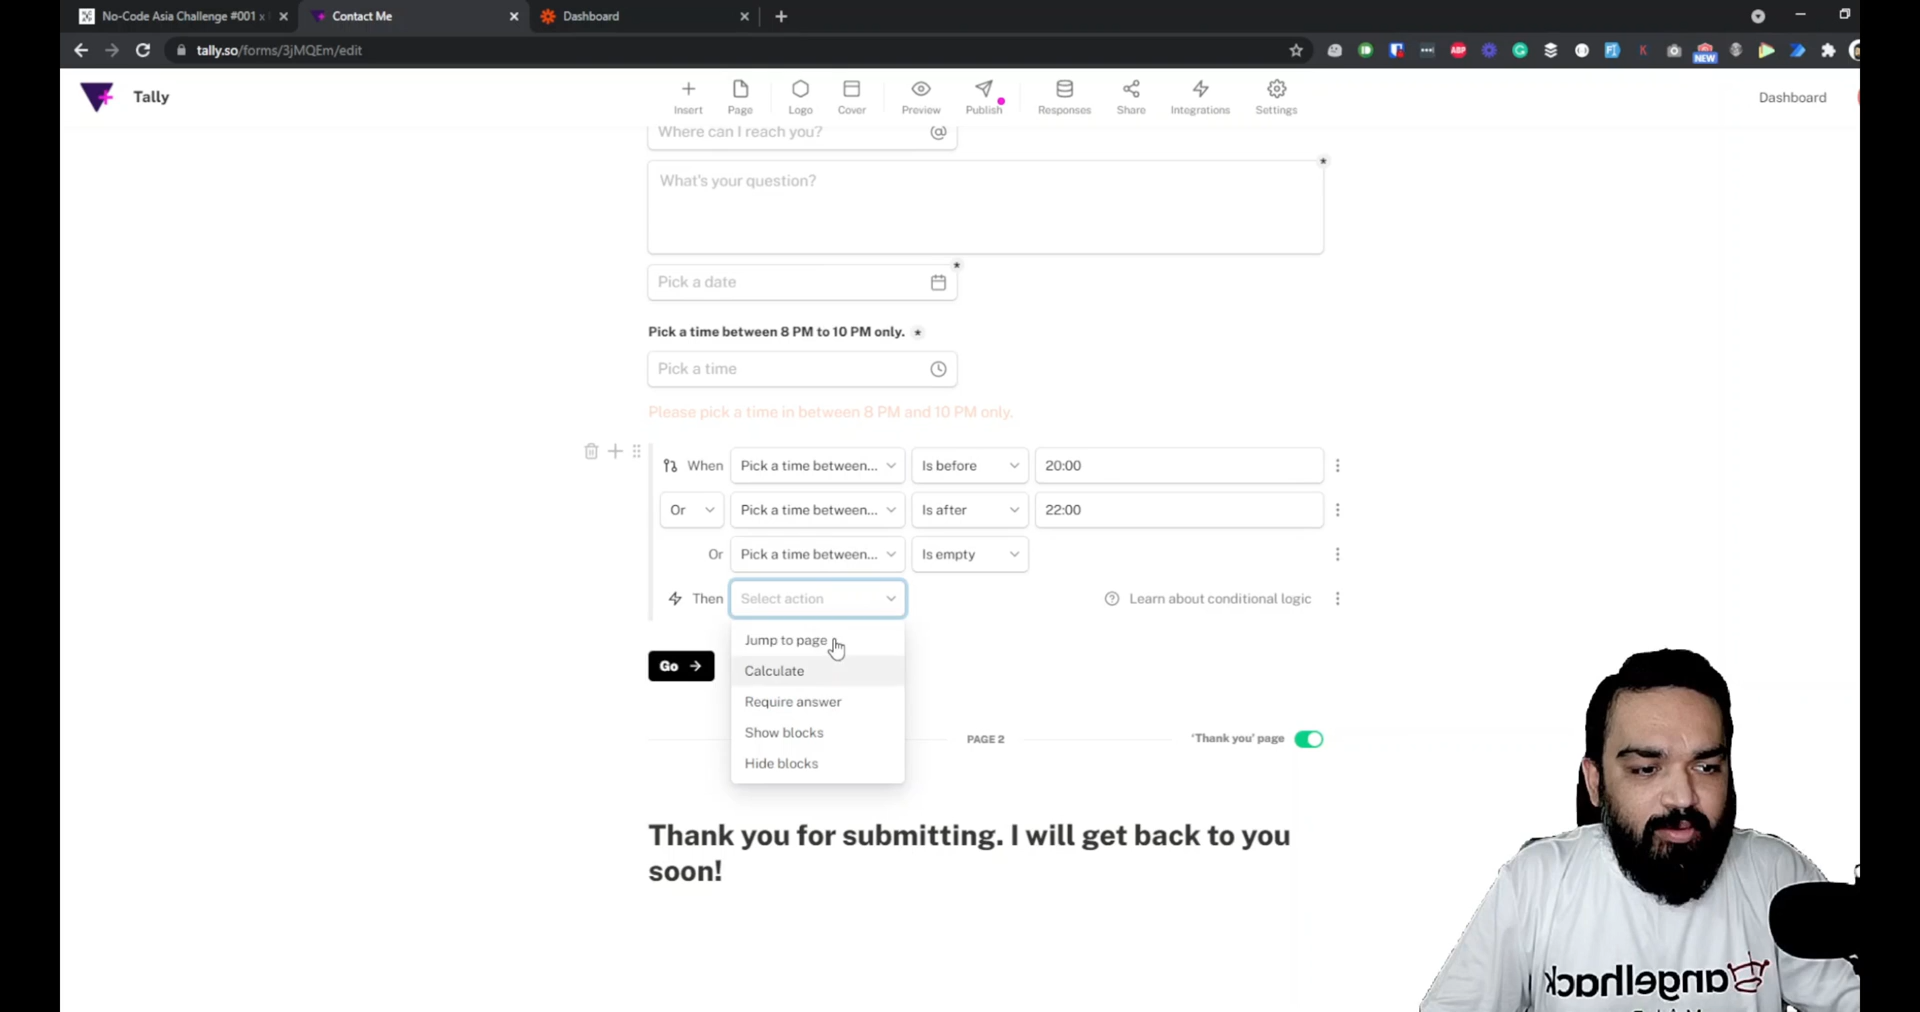 No-Code Asia Challenge #001 x
Contact Me
Dashboard
tally.so/forms/3jMQEm/edit
ABP
NEW
Tally
Insert
Page
Logo
Cover
Preview
Publish
Responses
Share
Integrations
Settings
Dashboard
Where can I reach you?
@
What's your question?
*
Pick a date
*
Pick a time between 8 PM to 10 PM only. *
Pick a time
Please pick a time in between 8 PM and 10 PM only.
When Pick a time between... Is before 20:00
Or Pick a time between... Is after 22:00
Or Pick a time between... Is empty
Then Select action Learn about conditional logic
Jump to page
Calculate
Require answer
Show blocks
Hide blocks
Go →
PAGE 2
'Thank you' page
Thank you for submitting. I will get back to you
soon!
angelhack